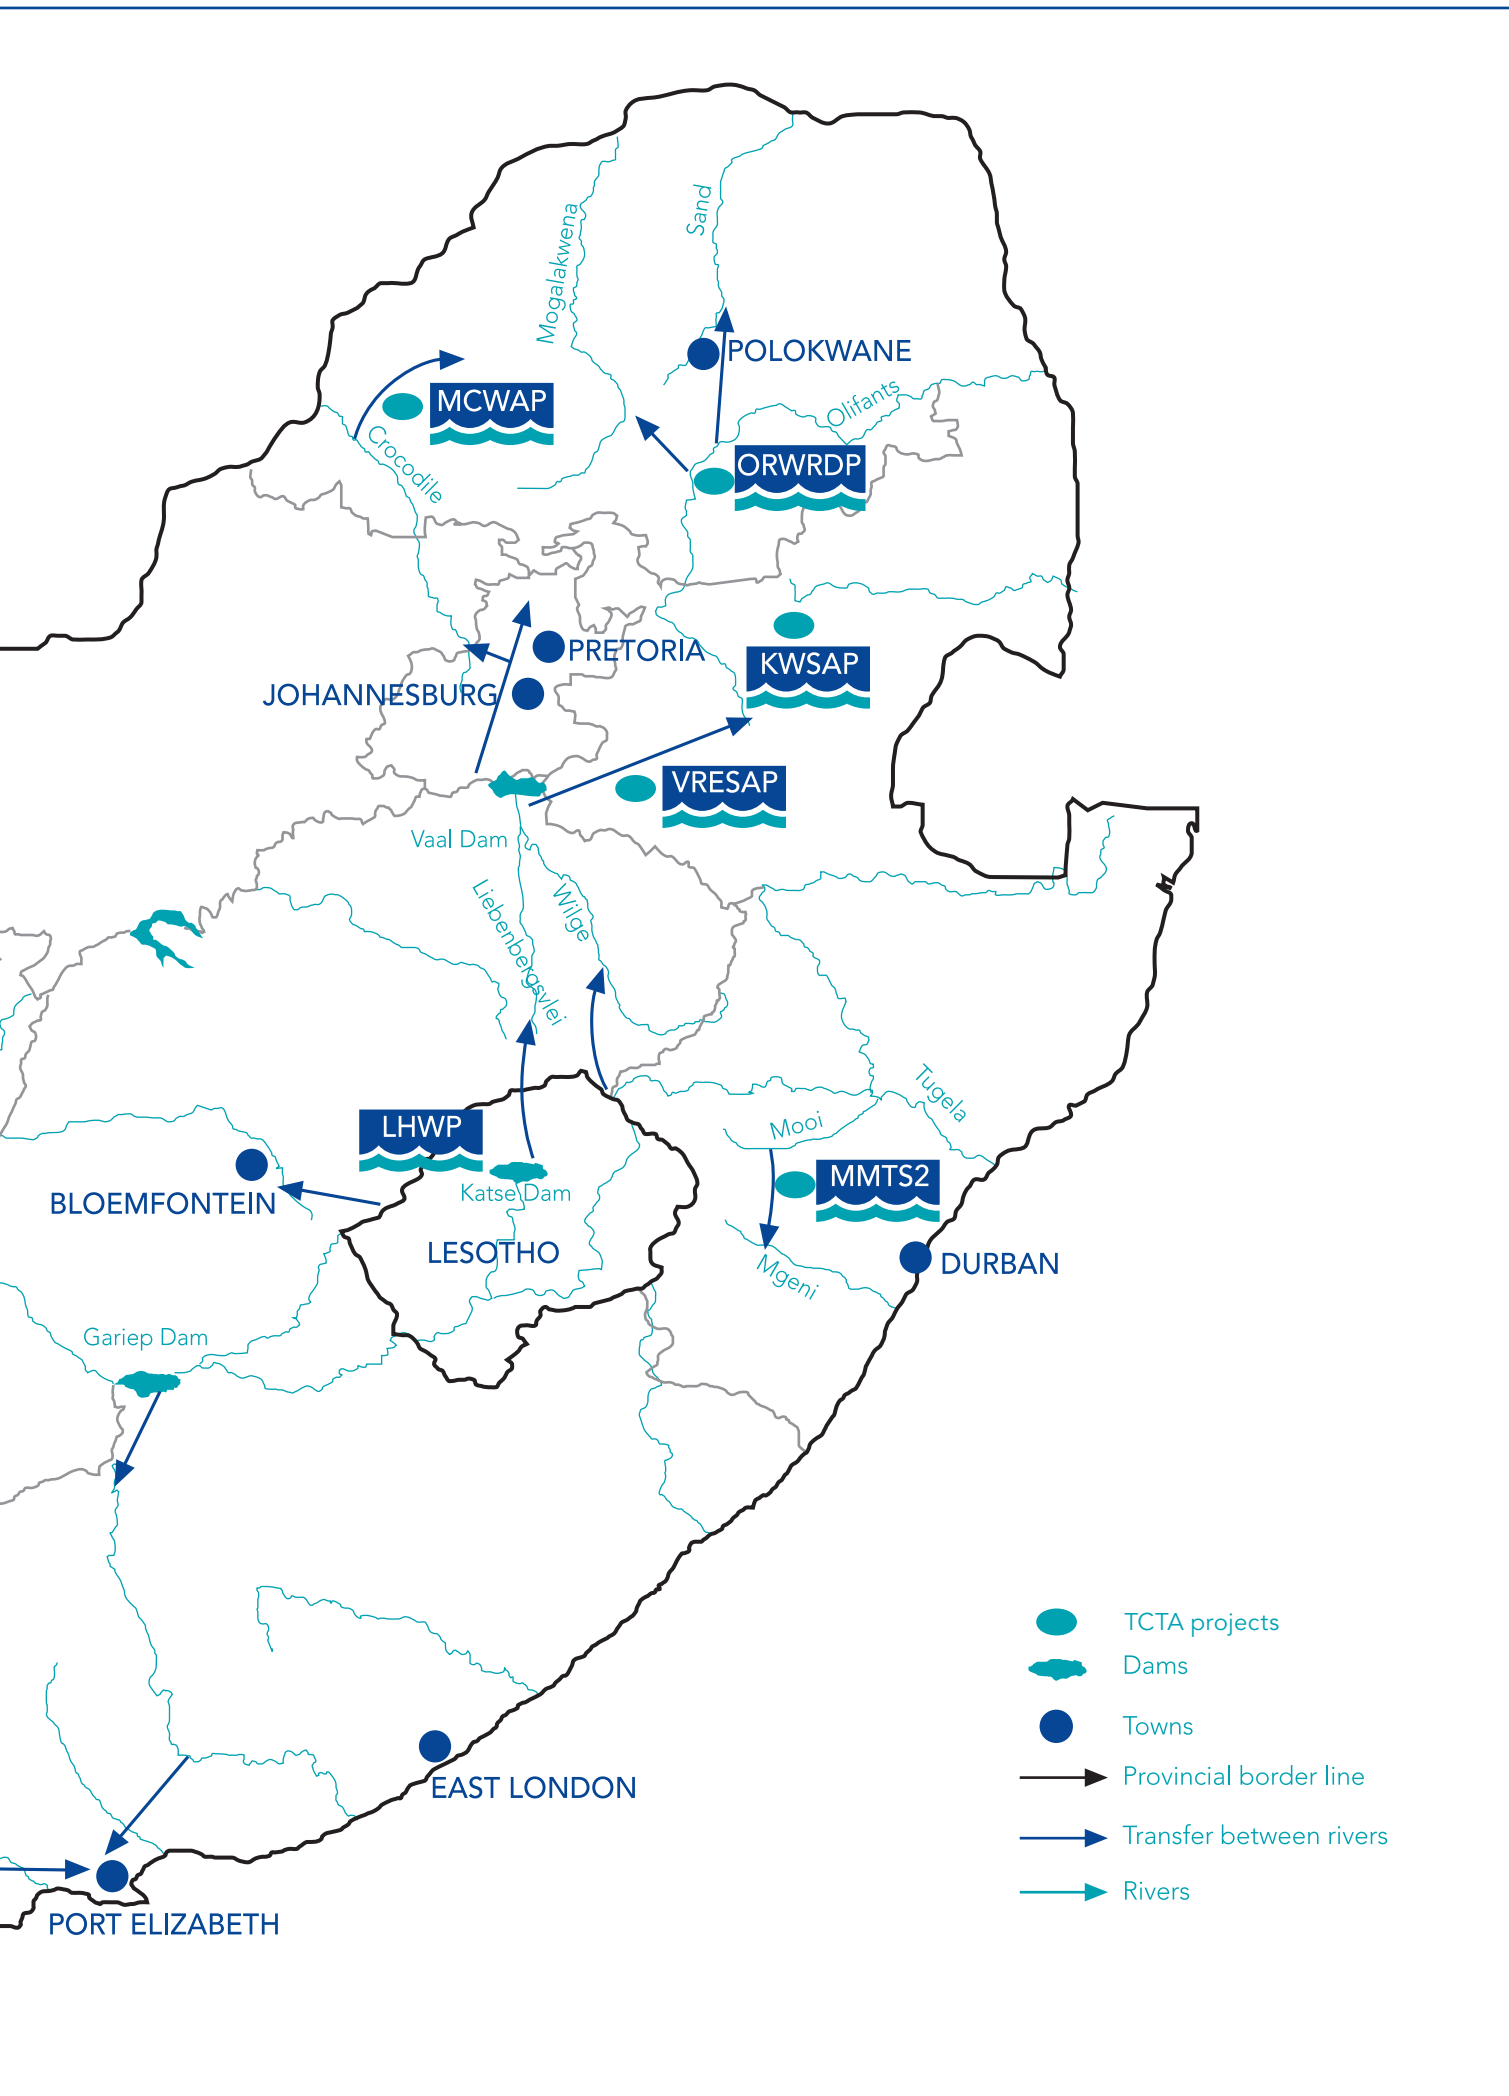 Mogalakwena
Sand
POLOKWANE
MCWAP
Olifants
Crocodile
ORWRDP
PRETORIA
KWSAP
JOHANNESBURG
VRESAP
Vaal Dam
Liebenbergsvlei
Wilge
Tugela
LHWP
Mooi
MMTS2
Katse Dam
BLOEMFONTEIN
LESOTHO
DURBAN
Mgeni
Gariep Dam
TCTA projects
Dams
Towns
Provincial border line
EAST LONDON
Transfer between rivers
Rivers
PORT ELIZABETH